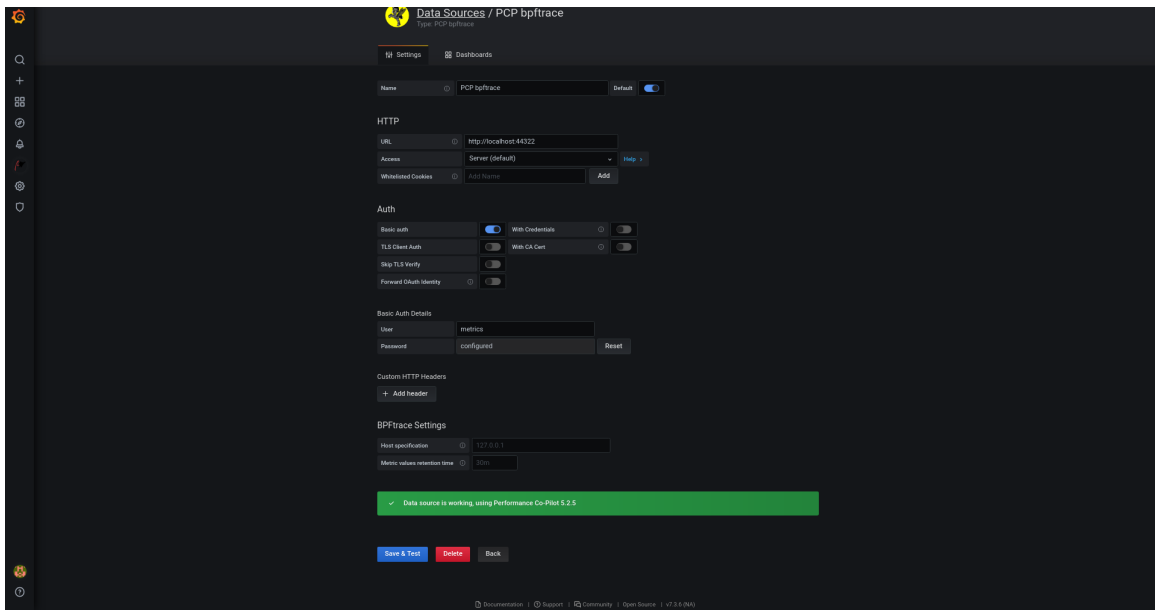 Data Sources / PCP bpftrace
Type: PCP bpftrace
Settings
Dashboards
Name
PCP bpftrace
Default
HTTP
URL
http://localhost:44322
Access
Server (default)
Help
Whitelisted Cookies
Add Name
Add
Auth
Basic auth
With Credentials
TLS Client Auth
With CA Cert
Skip TLS Verify
Forward OAuth Identity
Basic Auth Details
User
metrics
Password
configured
Reset
Custom HTTP Headers
+ Add header
BPFtrace Settings
Host specification
127.0.0.1
Metric values retention time
30m
Data source is working, using Performance Co-Pilot 5.2.5
Save & Test
Delete
Back
Documentation | Support | Community | Open Source | v7.3.6 (NA)